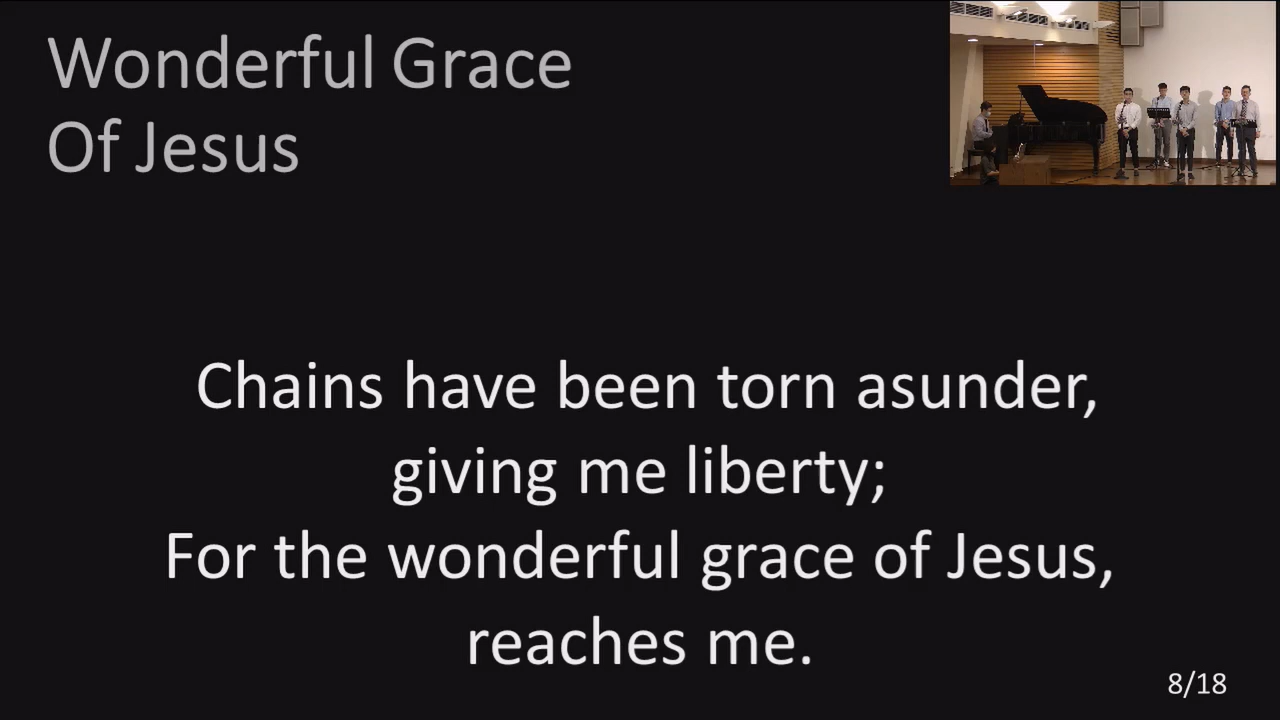 Wonderful Grace
Of Jesus
Chains have been torn asunder,
giving me liberty;
For the wonderful grace of Jesus,
reaches me.
8/18